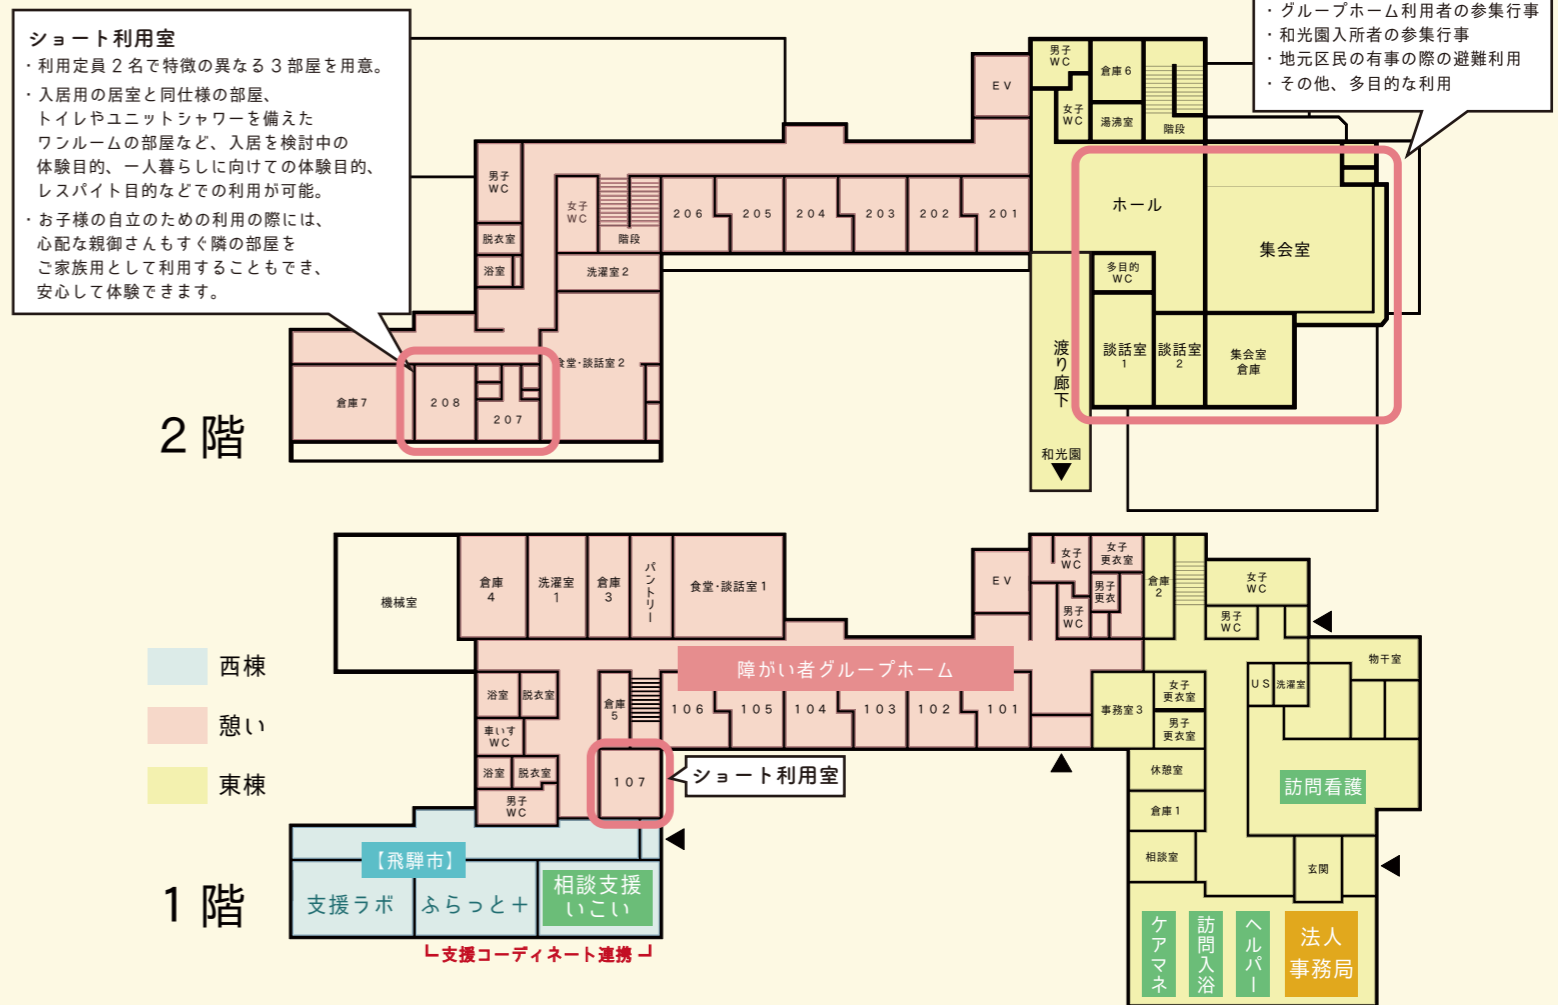 ショート利用室
・利用定員2名で特徴の異なる3部屋を用意。
・入居用の居室と同仕様の部屋、
トイレやユニットシャワーを備えた
ワンルームの部屋など、入居を検討中の
体験目的、一人暮らしに向けての体験目的、
レスパイト目的などでの利用が可能。
・お子様の自立のための利用の際には、
心配な親御さんもすぐ隣の部屋を
ご家族用として利用することもでき、
安心して体験できます。
・グループホーム利用者の参集行事
・和光園入所者の参集行事
・地元区民の有事の際の避難利用
・その他、多目的な利用
2階
男子
WC
脱衣室
浴室
女子
WC
階段
洗濯室2
食堂・談話室2
倉庫7
208
207
206
205
204
203
202
201
EV
男子
WC
倉庫6
女子
WC
湯沸室
階段
ホール
集会室
多目的
WC
談話室
1
談話室
2
集会室
倉庫
渡り廊下
和光園
1階
西棟
憩い
東棟
機械室
倉庫
4
洗濯室
1
倉庫
3
パントリー
食堂・談話室1
EV
女子
WC
女子
更衣室
男子
更衣
男子
WC
倉庫
2
女子
WC
男子
WC
障がい者グループホーム
浴室
脱衣室
倉庫
5
車いす
WC
浴室
脱衣室
男子
WC
106
105
104
103
102
101
107
ショート利用室
事務室3
女子
更衣室
男子
更衣室
US
洗濯室
物干室
休憩室
倉庫1
相談室
訪問看護
玄関
【飛騨市】
支援ラボ
ふらっと+
相談支援
いこい
支援コーディネート連携
ケアマネ
訪問入浴
ヘルパー
法人
事務局